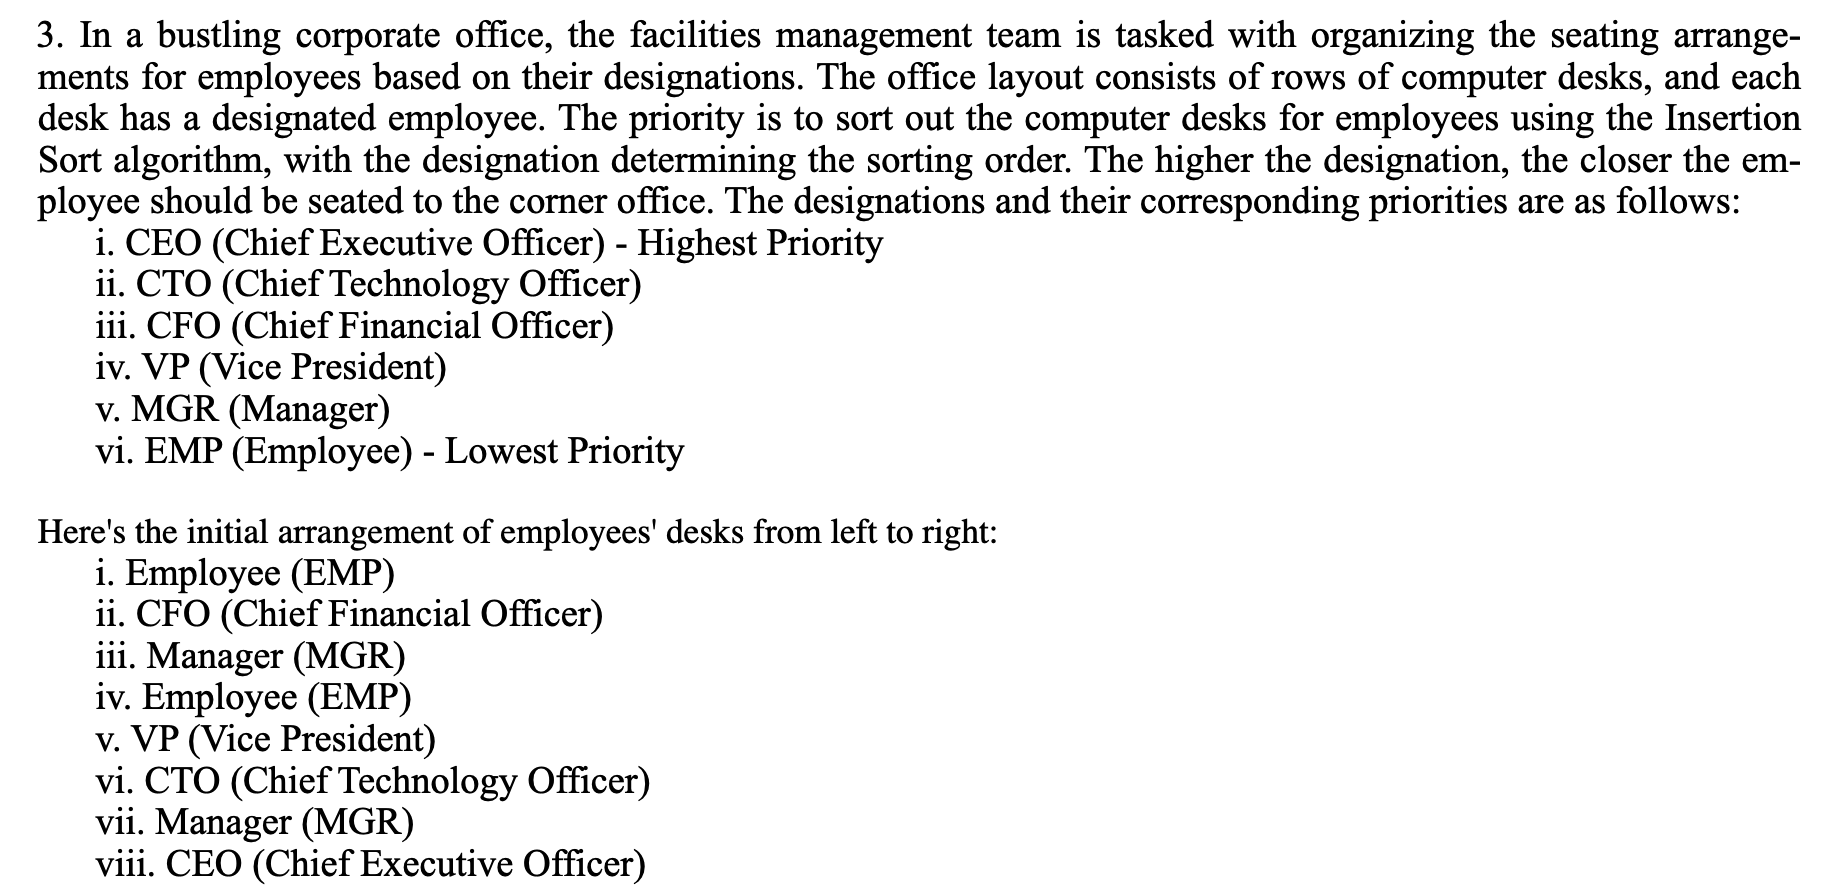 3. In a bustling corporate office, the facilities management team is tasked with organizing the seating arrange-
ments for employees based on their designations. The office layout consists of rows of computer desks, and each
desk has a designated employee. The priority is to sort out the computer desks for employees using the Insertion
Sort algorithm, with the designation determining the sorting order. The higher the designation, the closer the em-
ployee should be seated to the corner office. The designations and their corresponding priorities are as follows:
i. CEO (Chief Executive Officer) - Highest Priority
ii. CTO (Chief Technology Officer)
iii. CFO (Chief Financial Officer)
iv. VP (Vice President)
v. MGR (Manager)
vi. EMP (Employee) - Lowest Priority
Here's the initial arrangement of employees' desks from left to right:
i. Employee (EMP)
ii. CFO (Chief Financial Officer)
iii. Manager (MGR)
iv. Employee (EMP)
v. VP (Vice President)
vi. CTO (Chief Technology Officer)
vii. Manager (MGR)
viii. CEO (Chief Executive Officer)